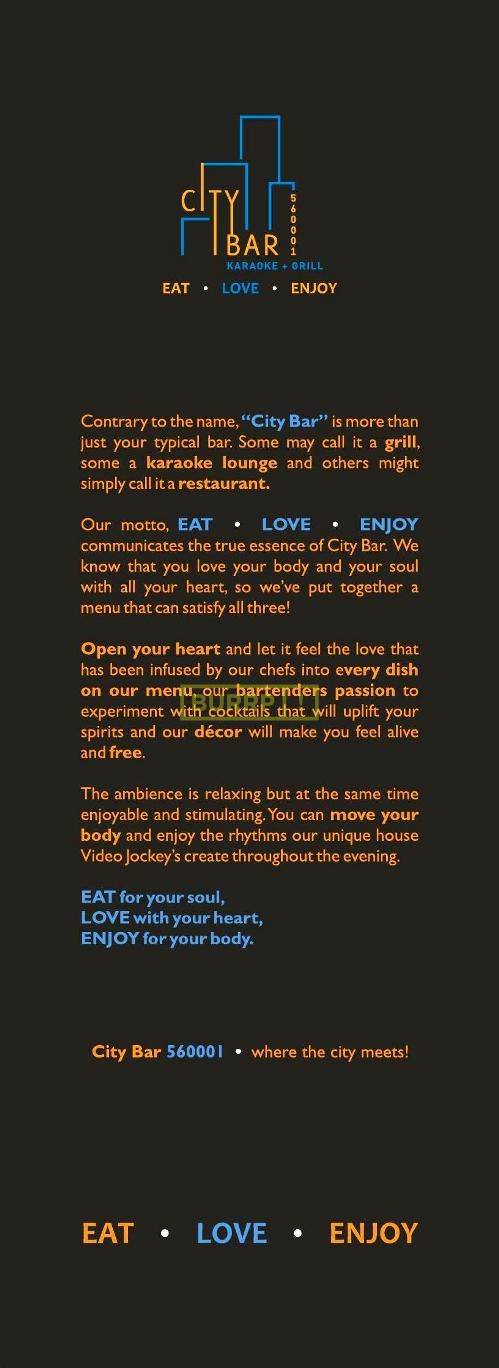 CITY
BAR
560001
KARAOKE + GRILL
EAT • LOVE • ENJOY
Contrary to the name, “City Bar” is more than
just your typical bar. Some may call it a grill,
some a karaoke lounge and others might
simply call it a restaurant.
Our motto, EAT • LOVE • ENJOY
communicates the true essence of City Bar. We
know that you love your body and your soul
with all your heart, so we’ve put together a
menu that can satisfy all three!
Open your heart and let it feel the love that
has been infused by our chefs into every dish
on our menu, our bartenders passion to
BURRP!
experiment with cocktails that will uplift your
spirits and our décor will make you feel alive
and free.
The ambience is relaxing but at the same time
enjoyable and stimulating. You can move your
body and enjoy the rhythms our unique house
Video Jockey’s create throughout the evening.
EAT for your soul,
LOVE with your heart,
ENJOY for your body.
City Bar 560001 • where the city meets!
EAT • LOVE • ENJOY